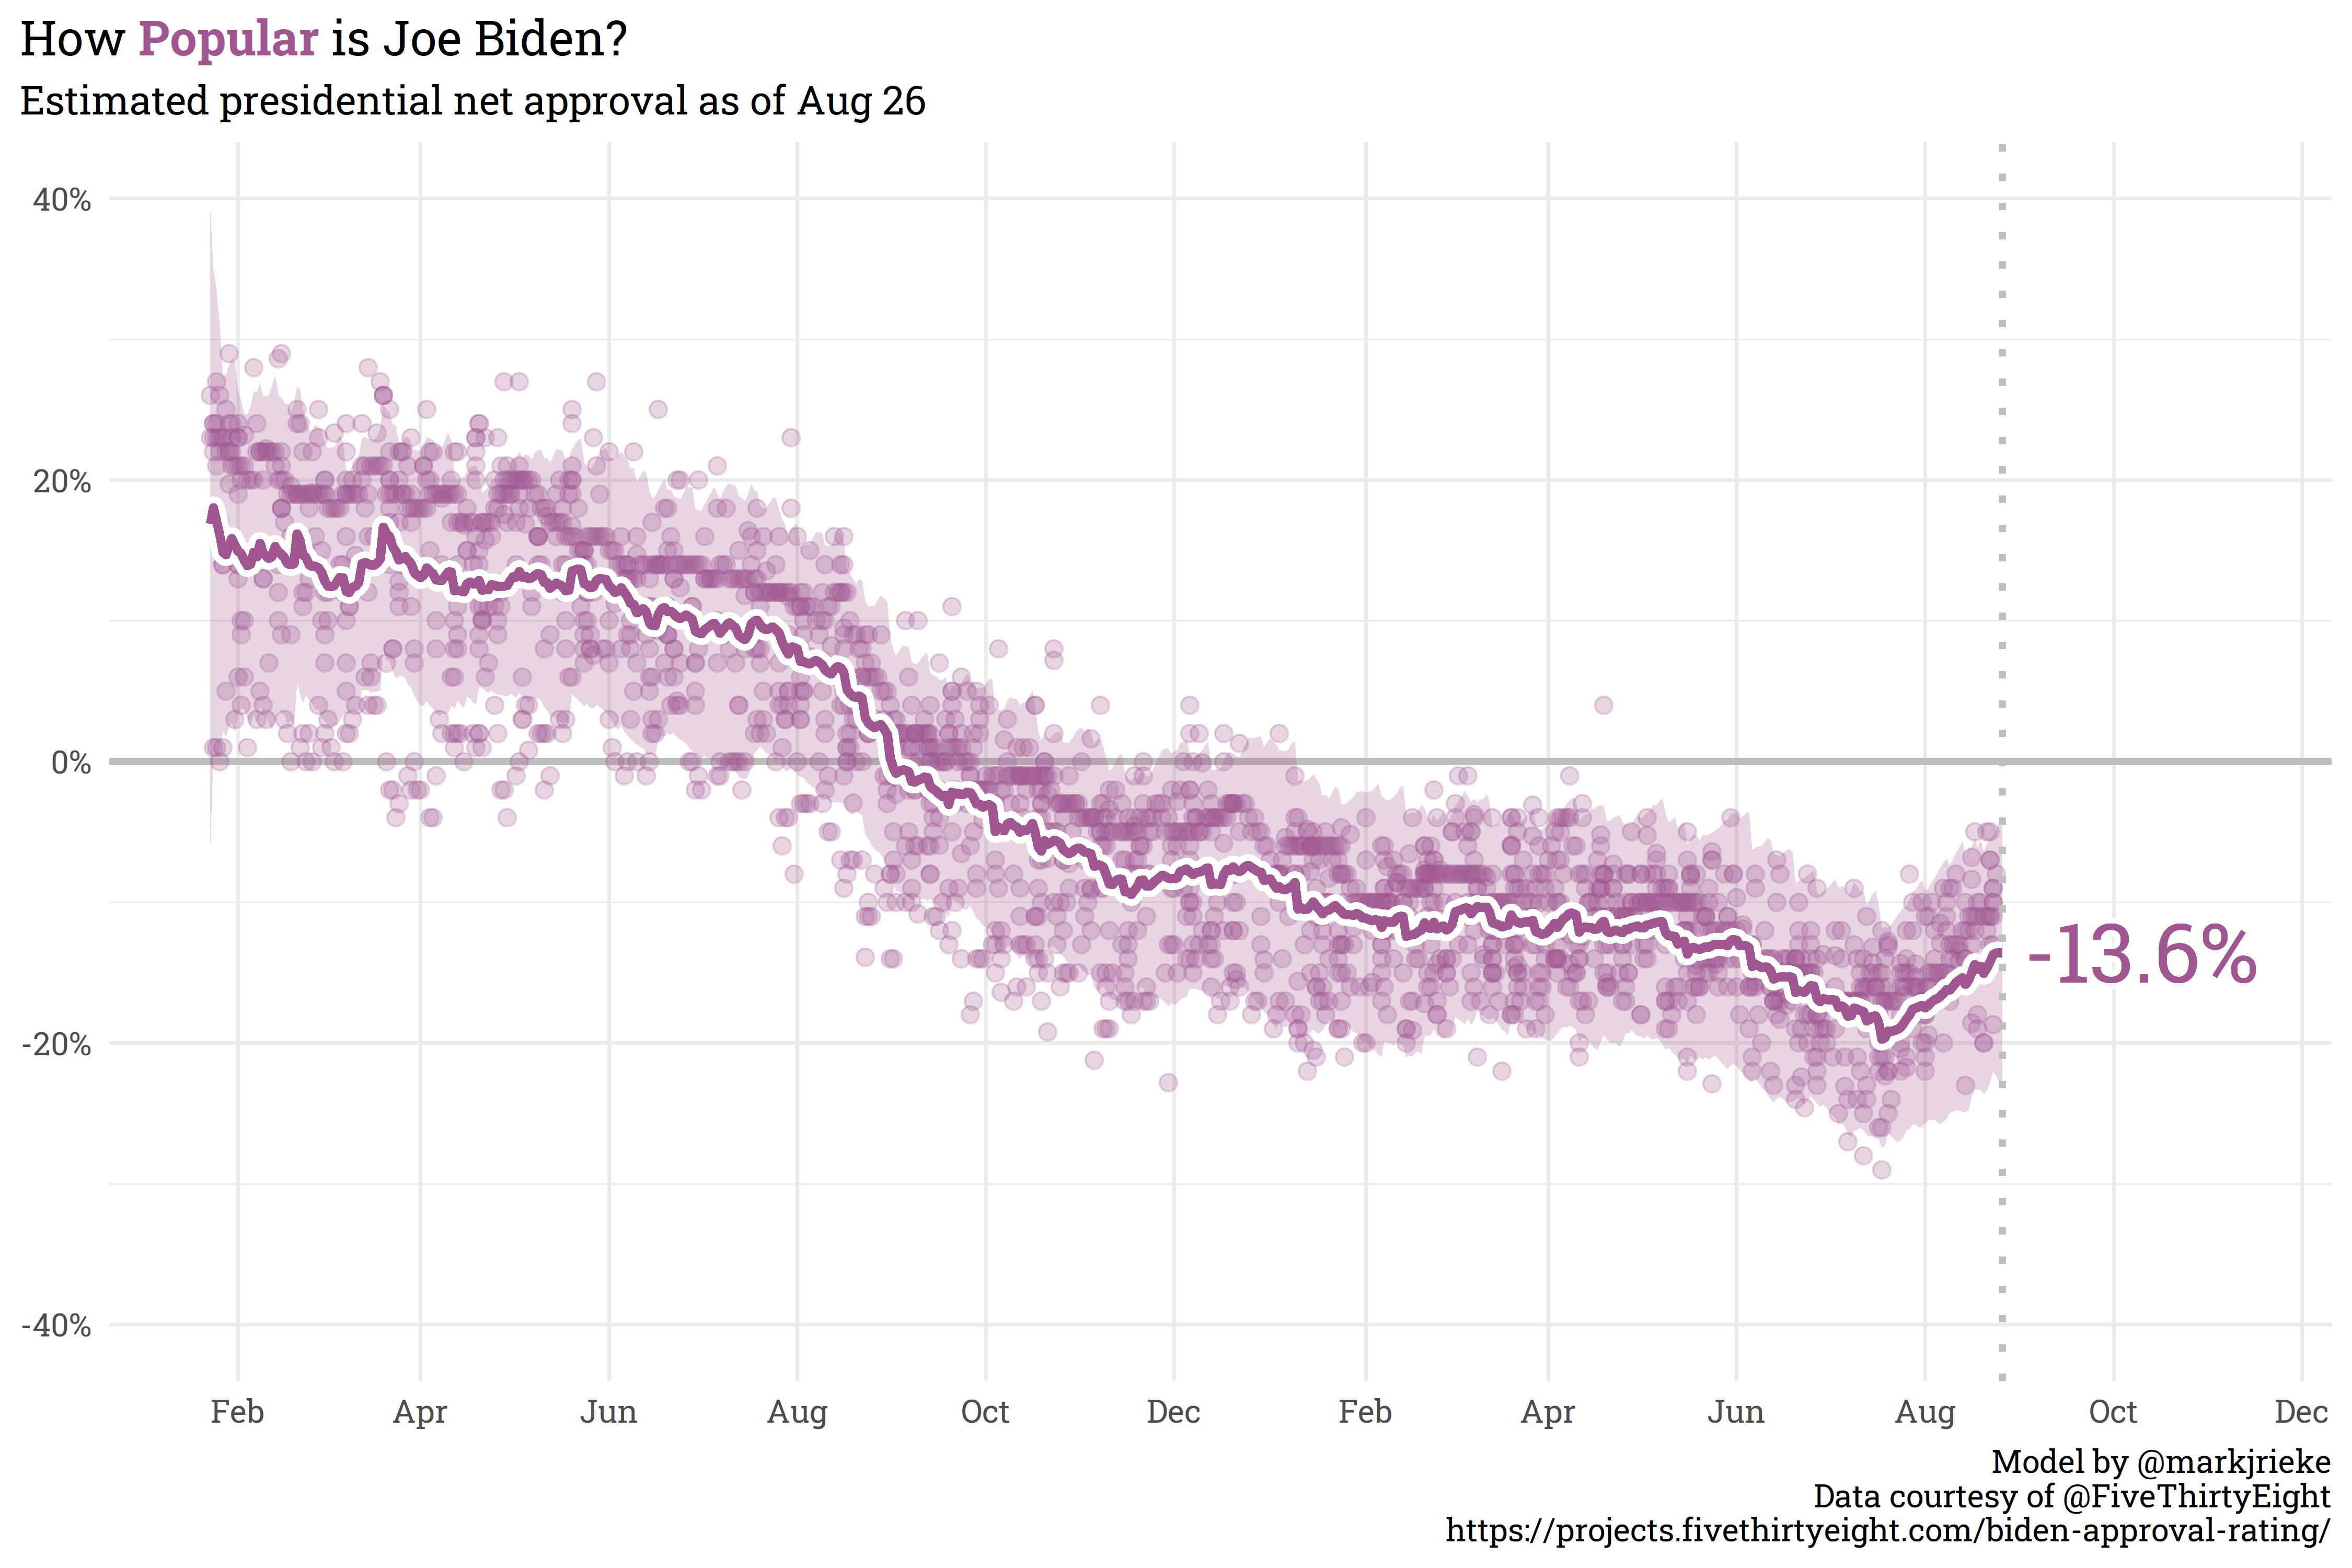 How Popular is Joe Biden?
Estimated presidential net approval as of Aug 26
40%
20%
0%
-20%
-40%
-13.6%
Feb Apr Jun Aug Oct Dec Feb Apr Jun Aug Oct Dec
Model by @markjrieke
Data courtesy of @FiveThirtyEight
https://projects.fivethirtyeight.com/biden-approval-rating/